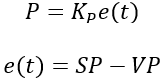 P = K_P e(t)
e(t) = SP − VP